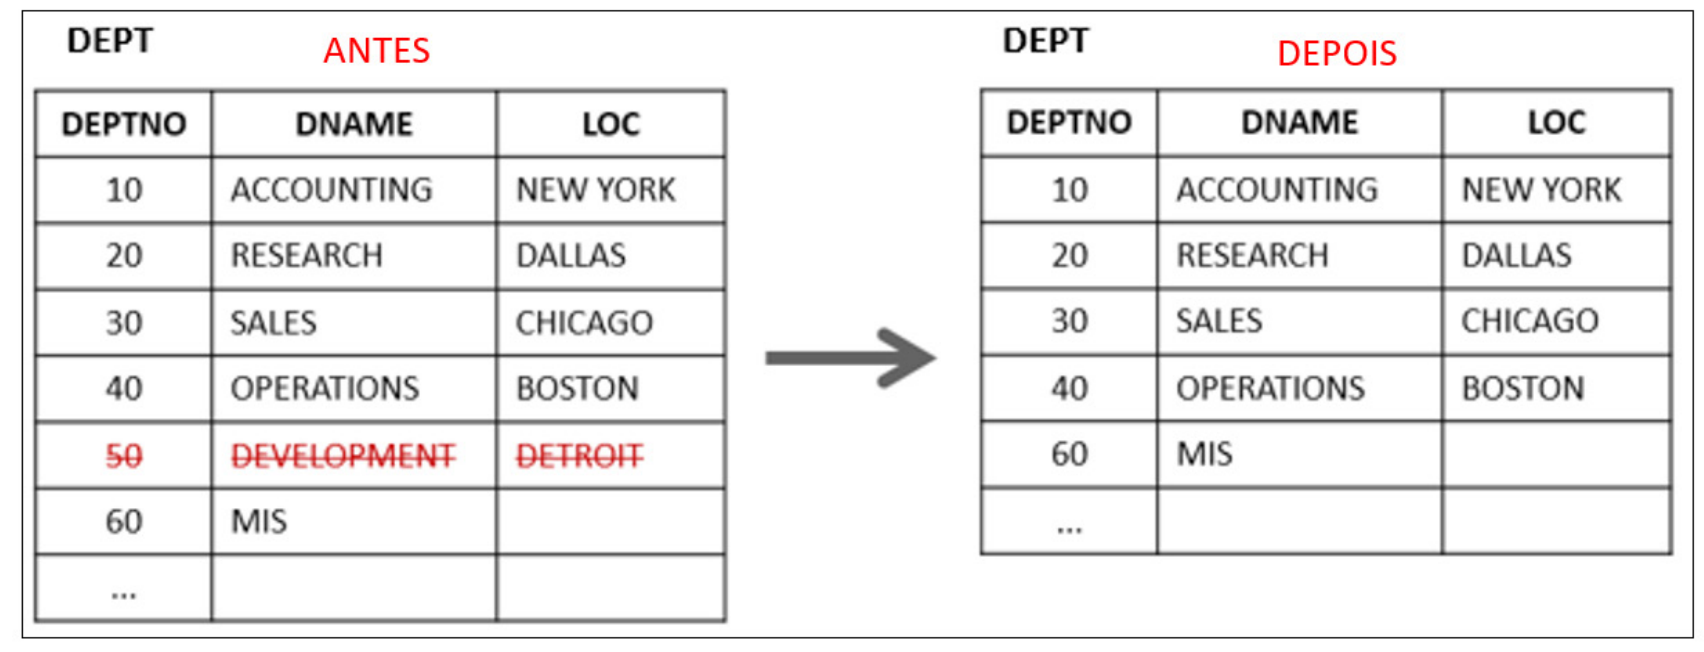 DEPT ANTES
DEPTNO DNAME LOC
10 ACCOUNTING NEW YORK
20 RESEARCH DALLAS
30 SALES CHICAGO
40 OPERATIONS BOSTON
50 DEVELOPMENT DETROIT
60 MIS
...
DEPT DEPOIS
DEPTNO DNAME LOC
10 ACCOUNTING NEW YORK
20 RESEARCH DALLAS
30 SALES CHICAGO
40 OPERATIONS BOSTON
60 MIS
...